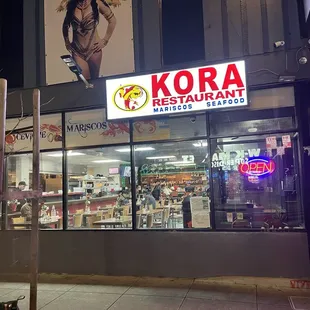 KORA
RESTAURANT
MARISCOS SEAFOOD
CEVICHE
MARISCOS
OPEN